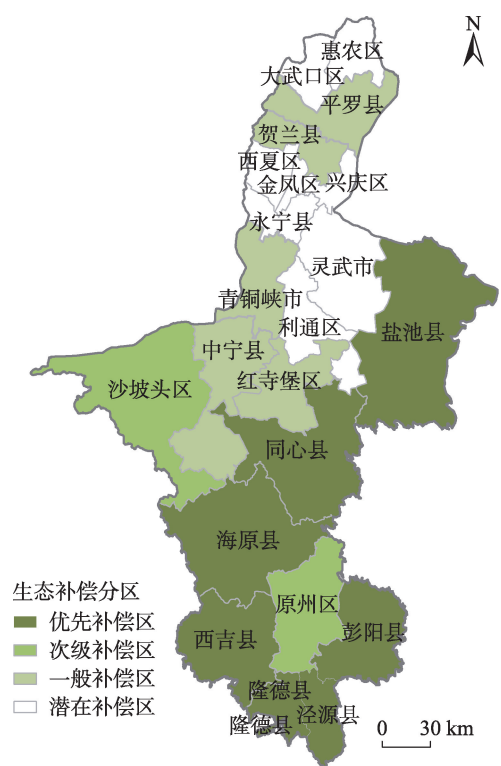 N
惠农区
大武口区
平罗县
贺兰县
西夏区
金凤区
兴庆区
永宁县
灵武市
青铜峡市
利通区
盐池县
中宁县
红寺堡区
沙坡头区
同心县
海原县
原州区
彭阳县
西吉县
隆德县
泾源县
隆德县
生态补偿分区
优先补偿区
次级补偿区
一般补偿区
潜在补偿区
0 30 km